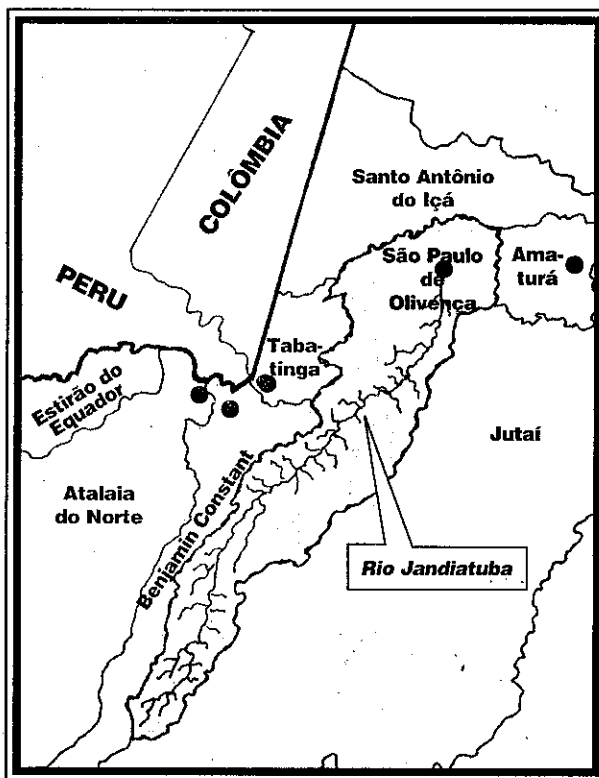 COLÔMBIA
PERU
Santo Antônio
do Içá
São Paulo
de
Olivença
Ama-
turá
Taba-
tinga
Estirão do
Equador
Jutaí
Atalaia
do Norte
Benjamin Constant
Rio Jandiatuba